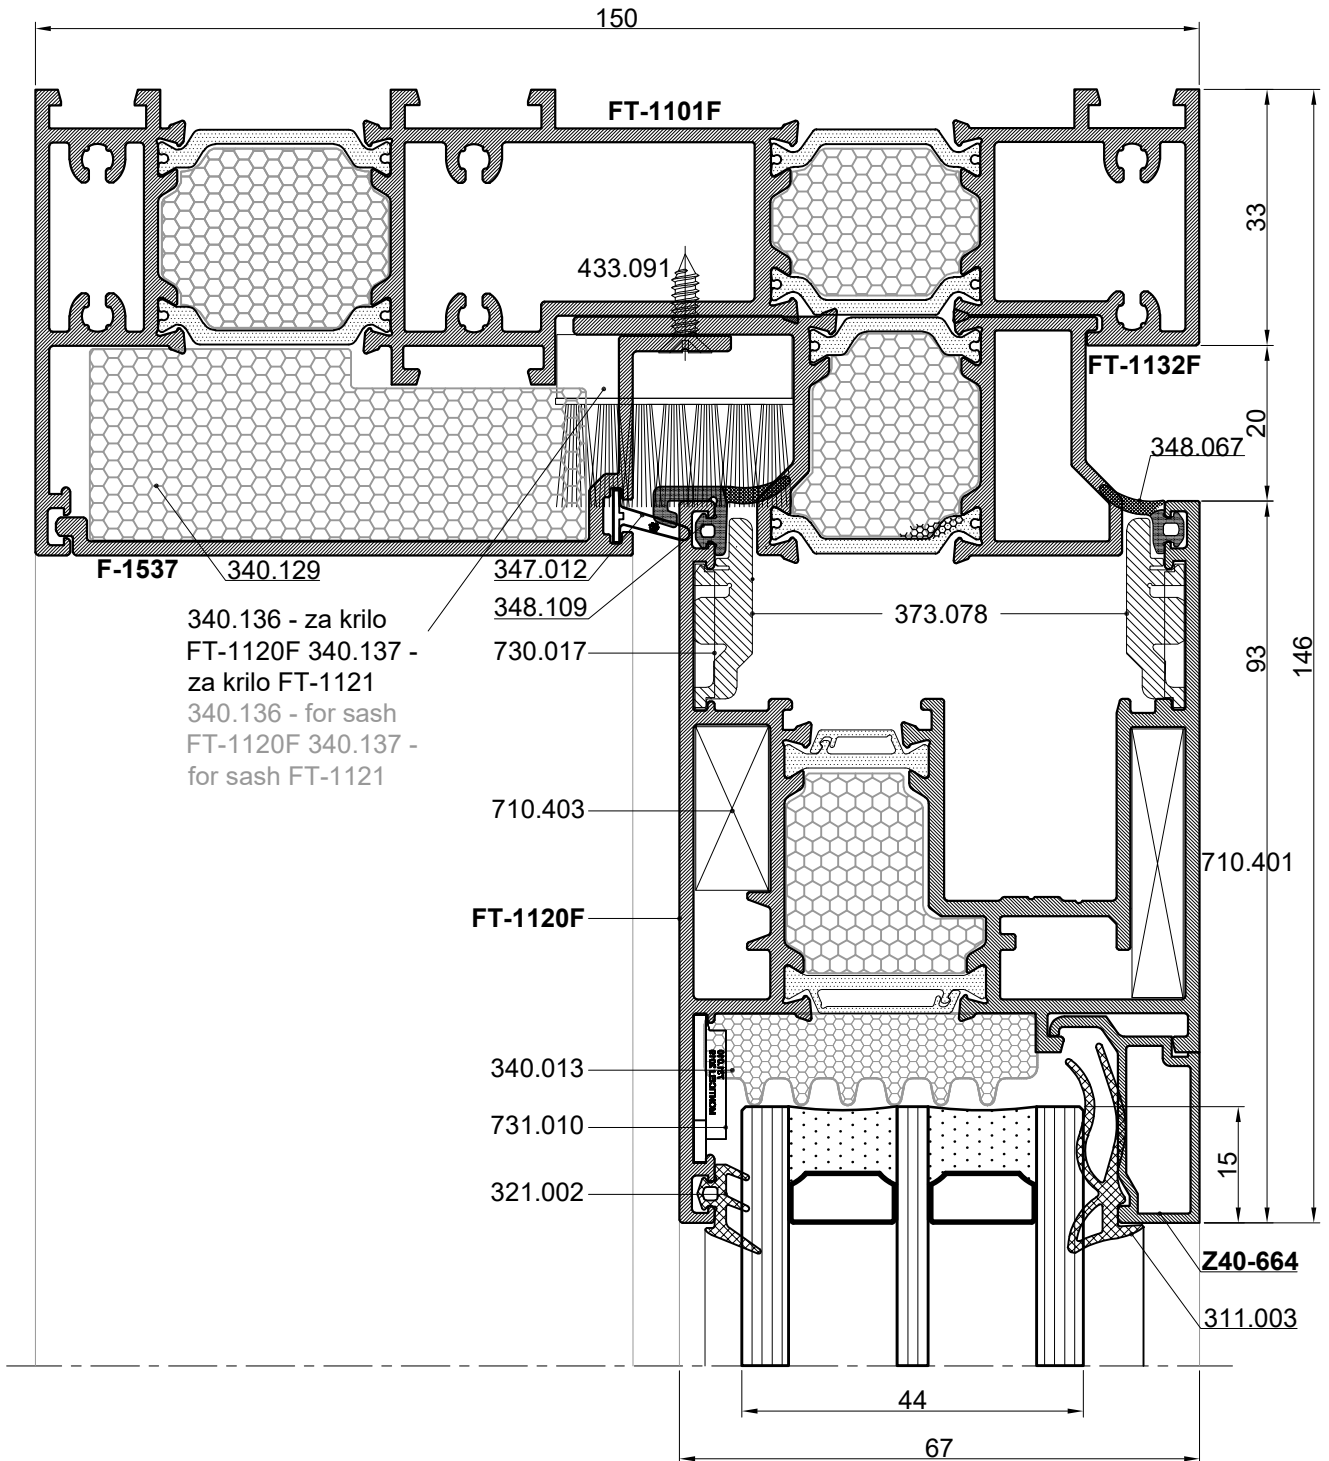 150
FT-1101F
433.091
33
FT-1132F
20
348.067
F-1537
340.129
347.012
348.109
373.078
340.136 - za krilo
FT-1120F 340.137 -
za krilo FT-1121
340.136 - for sash
FT-1120F 340.137 -
for sash FT-1121
730.017
93
146
710.403
710.401
FT-1120F
340.013
731.010
321.002
15
Z40-664
311.003
44
67